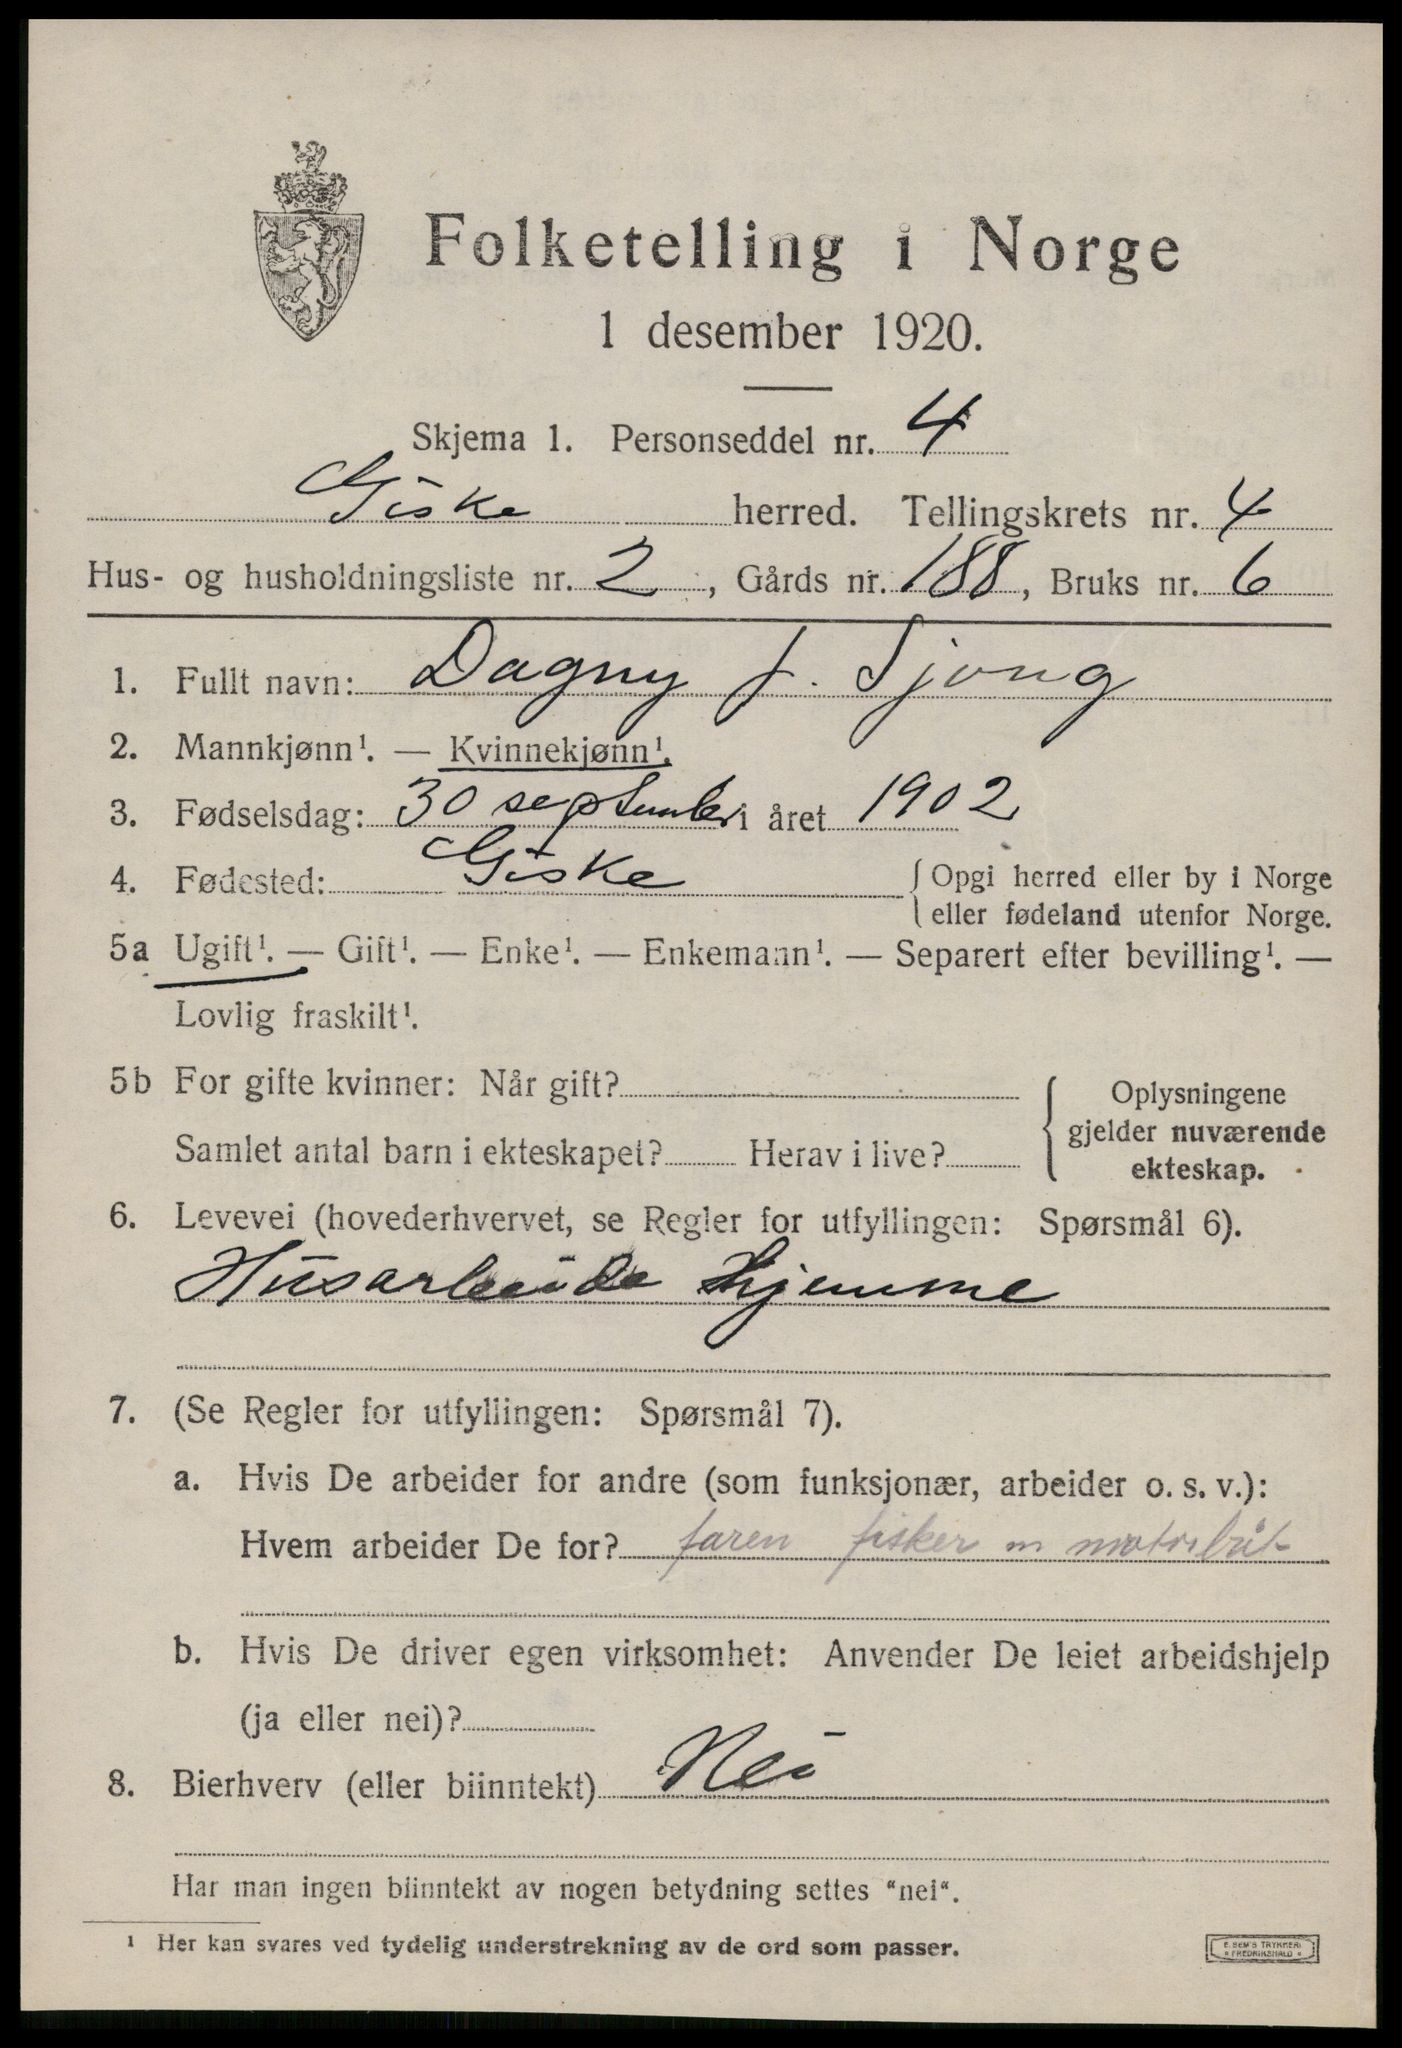 Folketelling i Norge
1 desember 1920.
Skjema 1. Personseddel nr. 4
Giske herred. Tellingskrets nr. 4
Hus- og husholdningsliste nr. 2, Gårds nr. 188, Bruks nr. 6
1. Fullt navn: Dagny J. Sjong
2. Mannkjønn¹. — Kvinnekjønn¹.
3. Fødselsdag: 30 september i året 1902
4. Fødested: Giske { Opgi herred eller by i Norge
eller fødeland utenfor Norge.
5a Ugift¹. — Gift¹. — Enke¹. — Enkemann¹. — Separert efter bevilling¹. —
Lovlig fraskilt¹.
5b For gifte kvinner: Når gift?
Samlet antal barn i ekteskapet? Herav i live?
{ Oplysningene
gjelder nuværende
ekteskap.
6. Levevei (hovederhvervet, se Regler for utfyllingen: Spørsmål 6).
Husarbeide hjemme
7. (Se Regler for utfyllingen: Spørsmål 7).
a. Hvis De arbeider for andre (som funksjonær, arbeider o. s. v.):
Hvem arbeider De for? faren fisker m motorbåt
b. Hvis De driver egen virksomhet: Anvender De leiet arbeidshjelp
(ja eller nei)?
8. Bierhverv (eller biinntekt) Nei
Har man ingen biinntekt av nogen betydning settes “nei“.
¹ Her kan svares ved tydelig understrekning av de ord som passer.
E. SEM'S TRYKKERI
FREDRIKSHALD